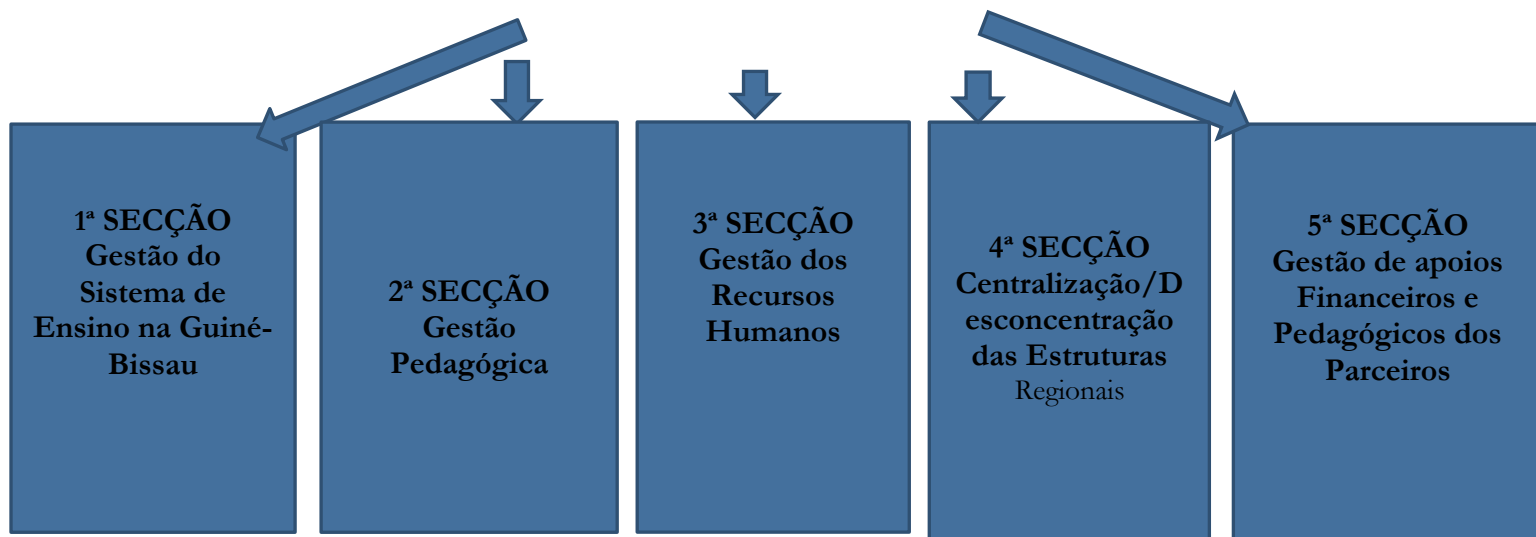 1ª SECÇÃO
Gestão do
Sistema de
Ensino na Guiné-
Bissau
2ª SECÇÃO
Gestão
Pedagógica
3ª SECÇÃO
Gestão dos
Recursos
Humanos
4ª SECÇÃO
Centralização/D
esconcentração
das Estruturas
Regionais
5ª SECÇÃO
Gestão de apoios
Financeiros e
Pedagógicos dos
Parceiros